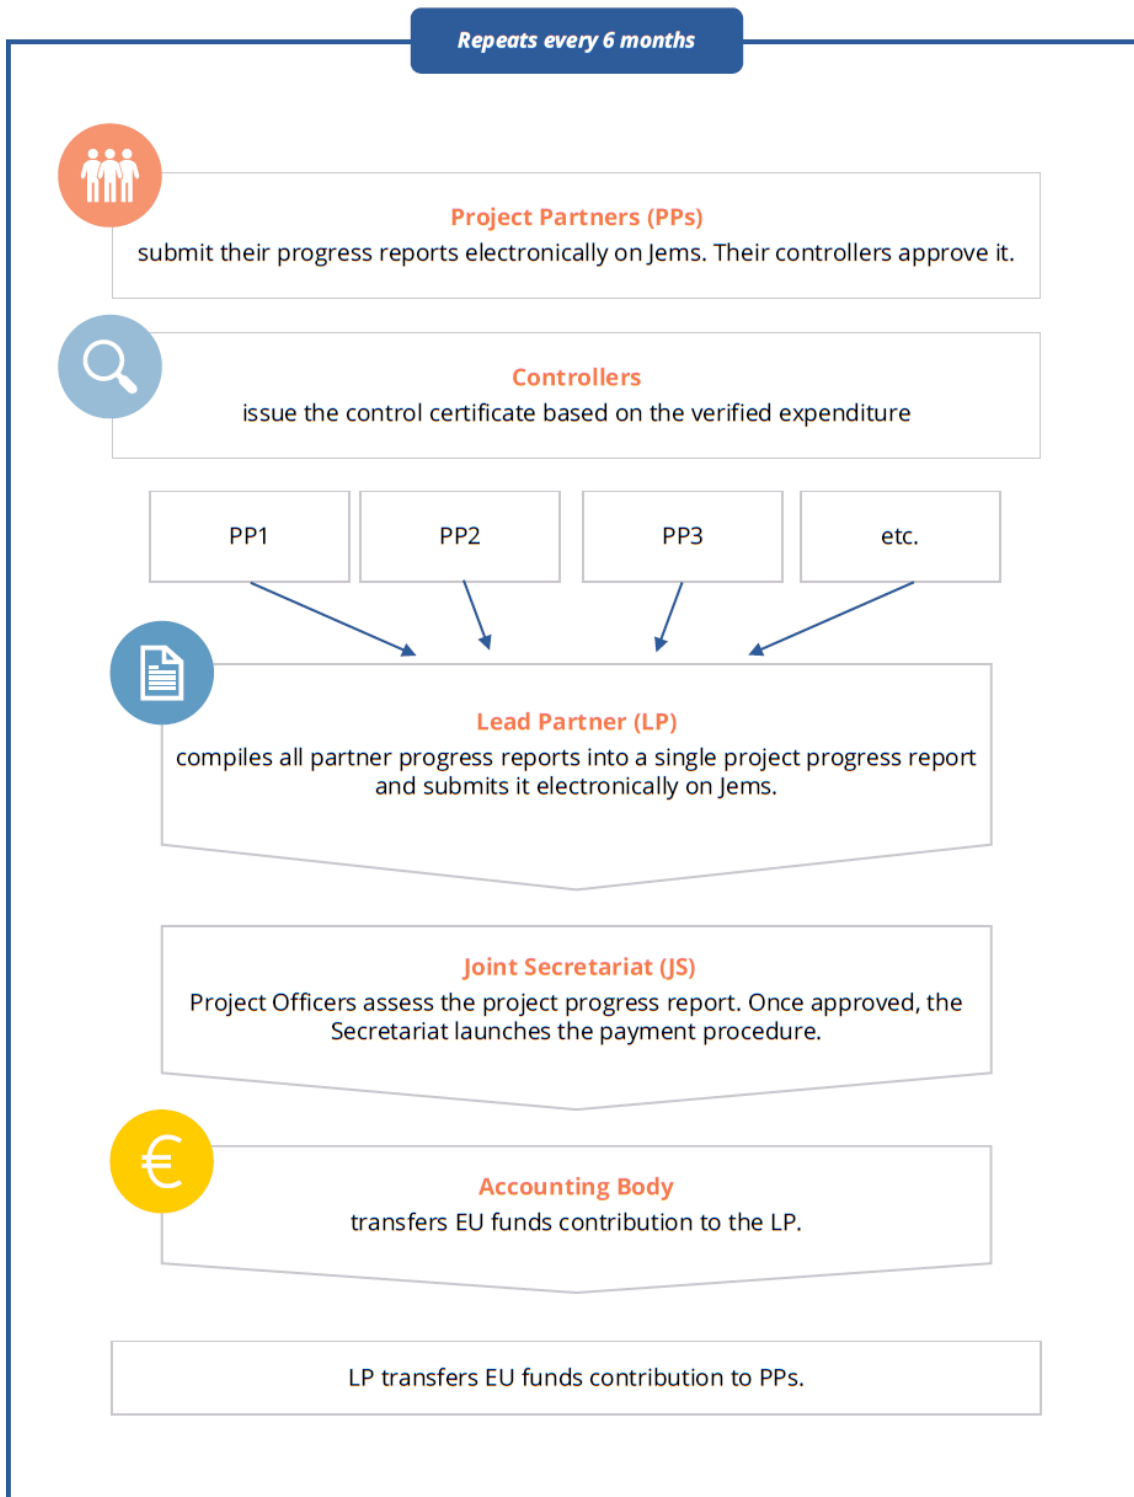 Repeats every 6 months
Project Partners (PPs)
submit their progress reports electronically on Jems. Their controllers approve it.
Controllers
issue the control certificate based on the verified expenditure
PP1
PP2
PP3
etc.
Lead Partner (LP)
compiles all partner progress reports into a single project progress report
and submits it electronically on Jems.
Joint Secretariat (JS)
Project Officers assess the project progress report. Once approved, the
Secretariat launches the payment procedure.
€
Accounting Body
transfers EU funds contribution to the LP.
LP transfers EU funds contribution to PPs.